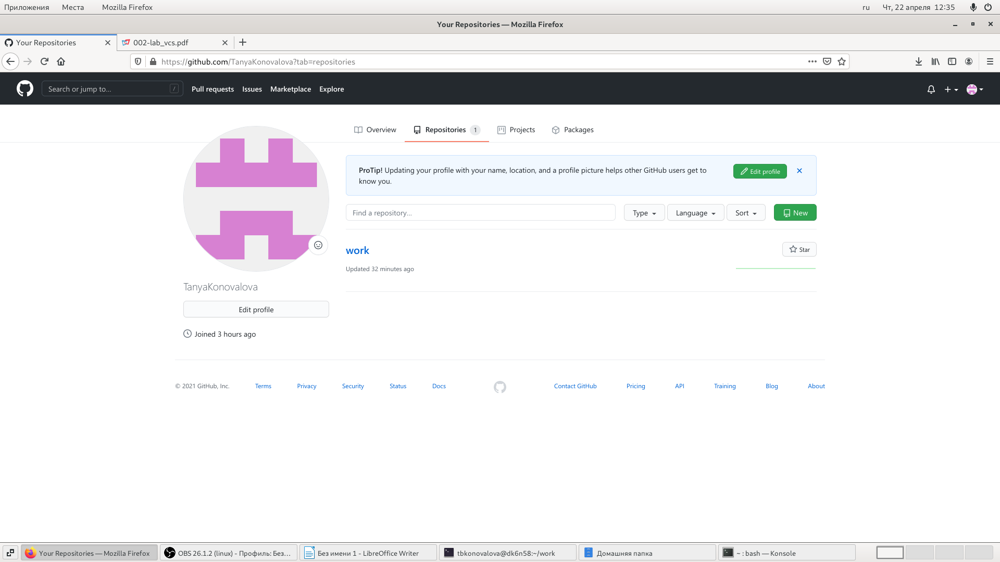 Приложения Места Mozilla Firefox ru Чт, 22 апреля 12:35
Your Repositories — Mozilla Firefox
Your Repositories 002-lab_vcs.pdf
https://github.com/TanyaKonovalova?tab=repositories
Search or jump to... / Pull requests Issues Marketplace Explore
Overview Repositories 1 Projects Packages
ProTip! Updating your profile with your name, location, and a profile picture helps other GitHub users get to
know you.
Edit profile
Find a repository... Type Language Sort New
work Star
Updated 32 minutes ago
TanyaKonovalova
Edit profile
Joined 3 hours ago
© 2021 GitHub, Inc. Terms Privacy Security Status Docs Contact GitHub Pricing API Training Blog About
Your Repositories — Mozilla Firefox OBS 26.1.2 (linux) - Профиль: Без... Без имени 1 - LibreOffice Writer tbkonovalova@dk6n58:~/work Домашняя папка ~ : bash — Konsole